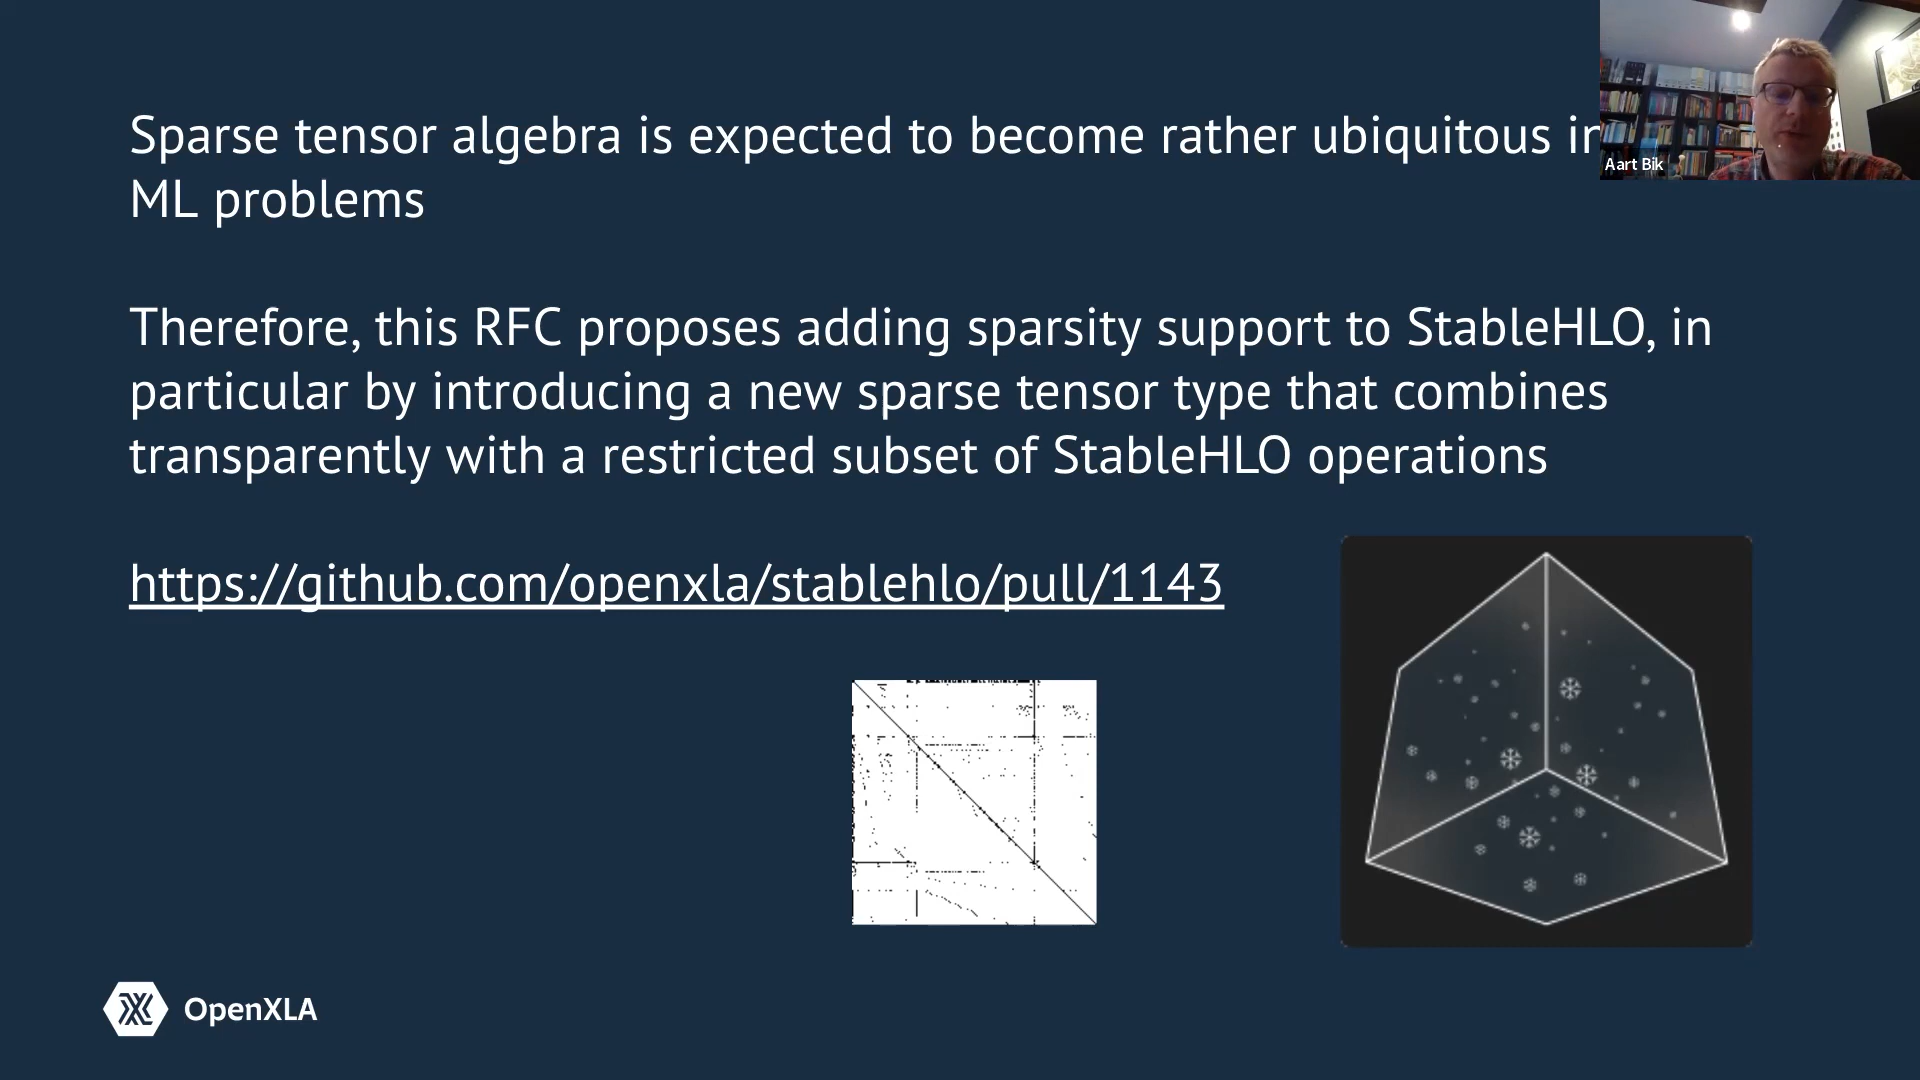 Sparse tensor algebra is expected to become rather ubiquitous in
ML problems
Therefore, this RFC proposes adding sparsity support to StableHLO, in
particular by introducing a new sparse tensor type that combines
transparently with a restricted subset of StableHLO operations
https://github.com/openxla/stablehlo/pull/1143
Aart Bik
OpenXLA